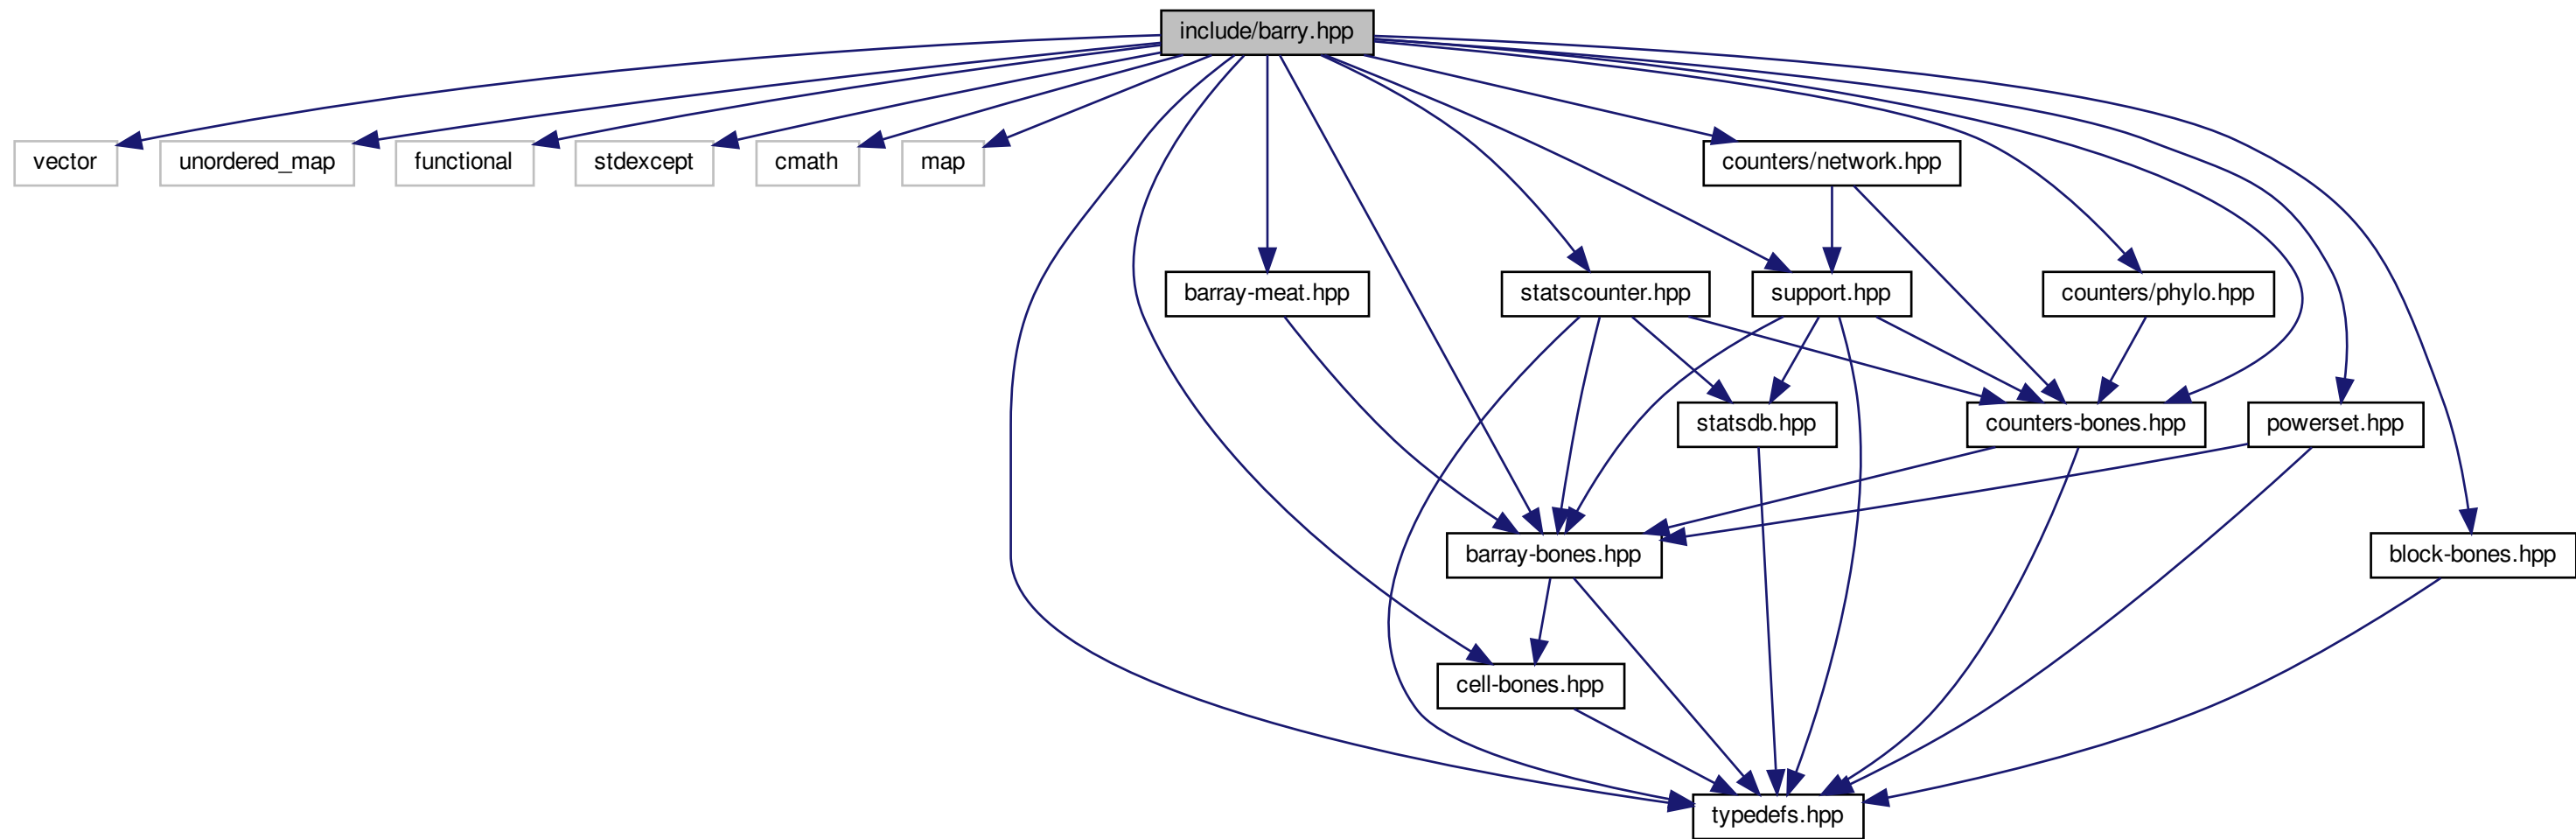 include/barry.hpp
vector
unordered_map
functional
stdexcept
cmath
map
counters/network.hpp
barray-meat.hpp
statscounter.hpp
support.hpp
counters/phylo.hpp
statsdb.hpp
counters-bones.hpp
powerset.hpp
barray-bones.hpp
block-bones.hpp
cell-bones.hpp
typedefs.hpp